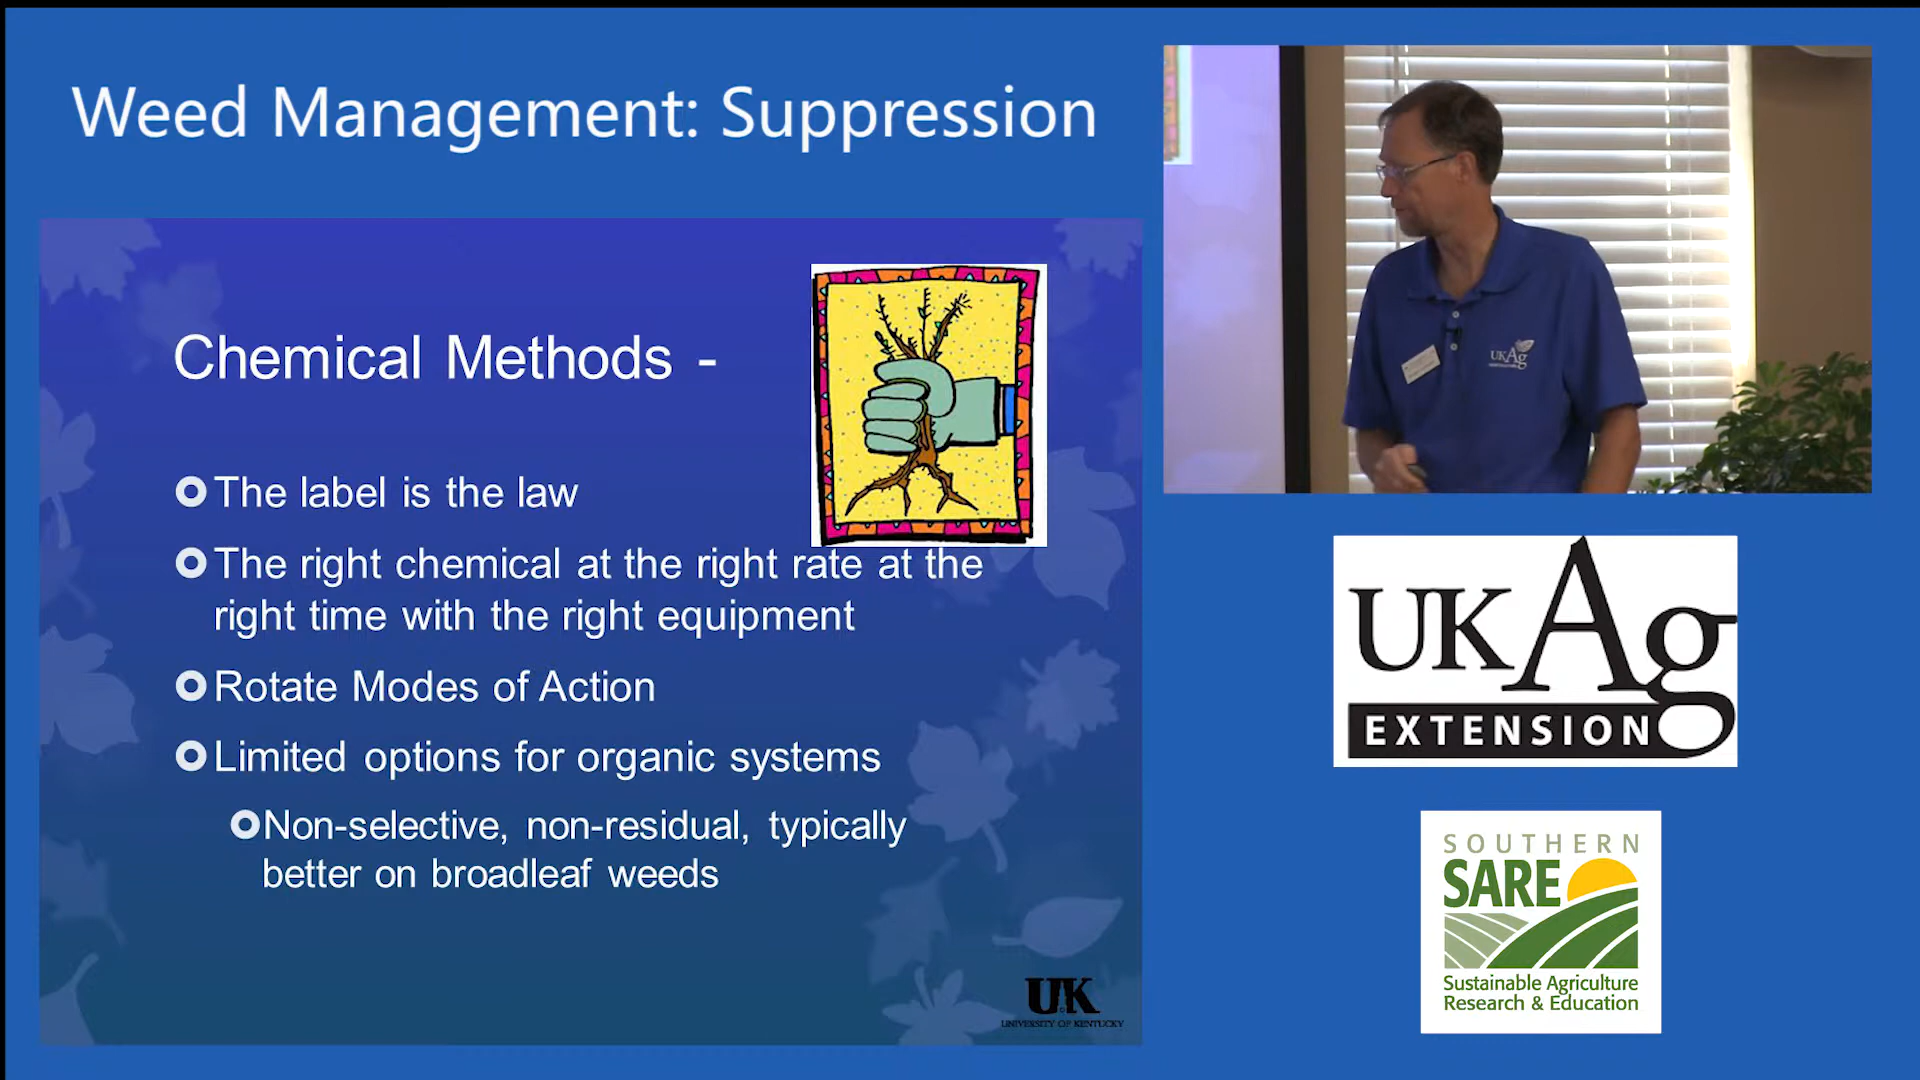 Weed Management: Suppression
Chemical Methods -
The label is the law
The right chemical at the right rate at the
right time with the right equipment
Rotate Modes of Action
Limited options for organic systems
Non-selective, non-residual, typically
better on broadleaf weeds
UK
UNIVERSITY OF KENTUCKY
UKAg
UKAg
EXTENSION
SOUTHERN
SARE
Sustainable Agriculture
Research & Education